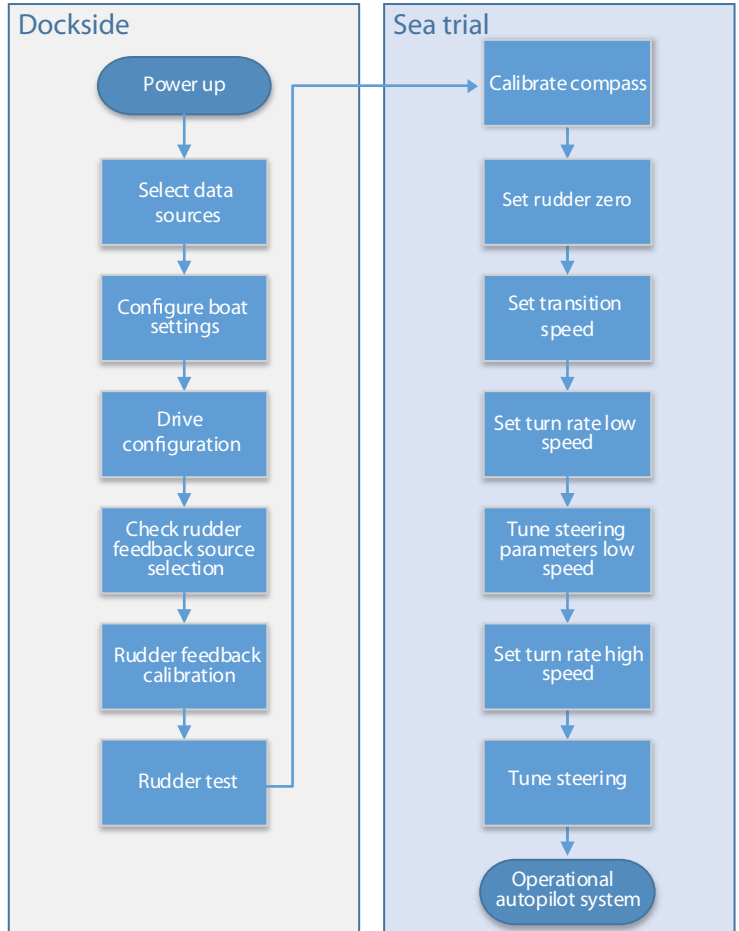 Dockside
Power up
Select data
sources
Configure boat
settings
Drive
configuration
Check rudder
feedback source
selection
Rudder feedback
calibration
Rudder test
Sea trial
Calibrate compass
Set rudder zero
Set transition
speed
Set turn rate low
speed
Tune steering
parameters low
speed
Set turn rate high
speed
Tune steering
Operational
autopilot system